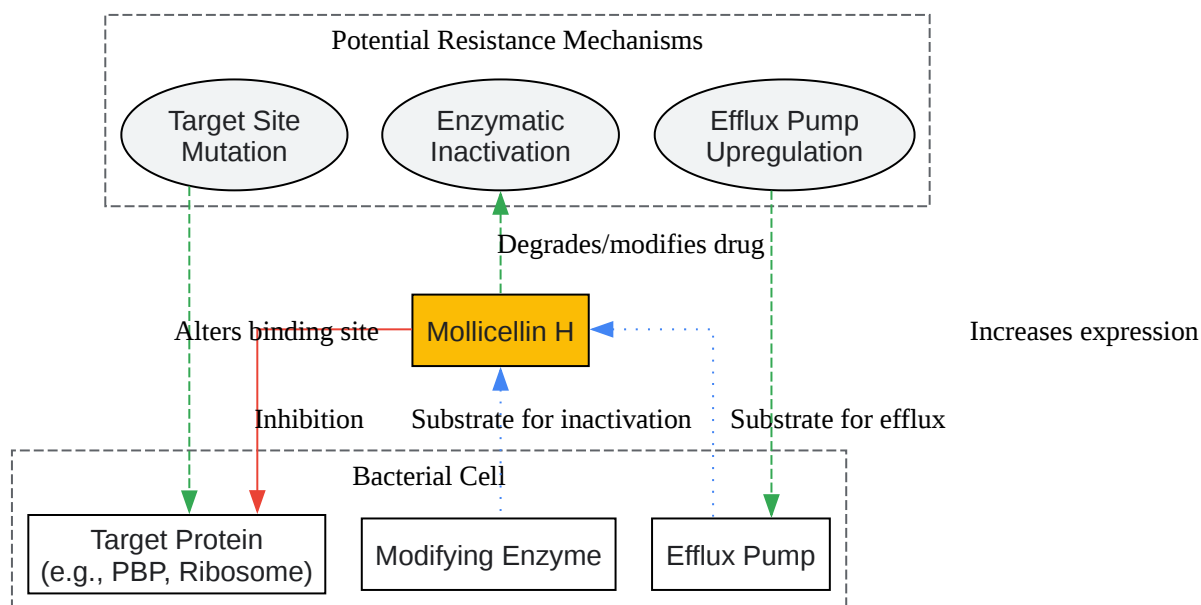 Potential Resistance Mechanisms
Target Site
Mutation
Enzymatic
Inactivation
Efflux Pump
Upregulation
Degrades/modifies drug
Alters binding site
Mollicellin H
Increases expression
Inhibition
Substrate for inactivation
Substrate for efflux
Bacterial Cell
Target Protein
(e.g., PBP, Ribosome)
Modifying Enzyme
Efflux Pump